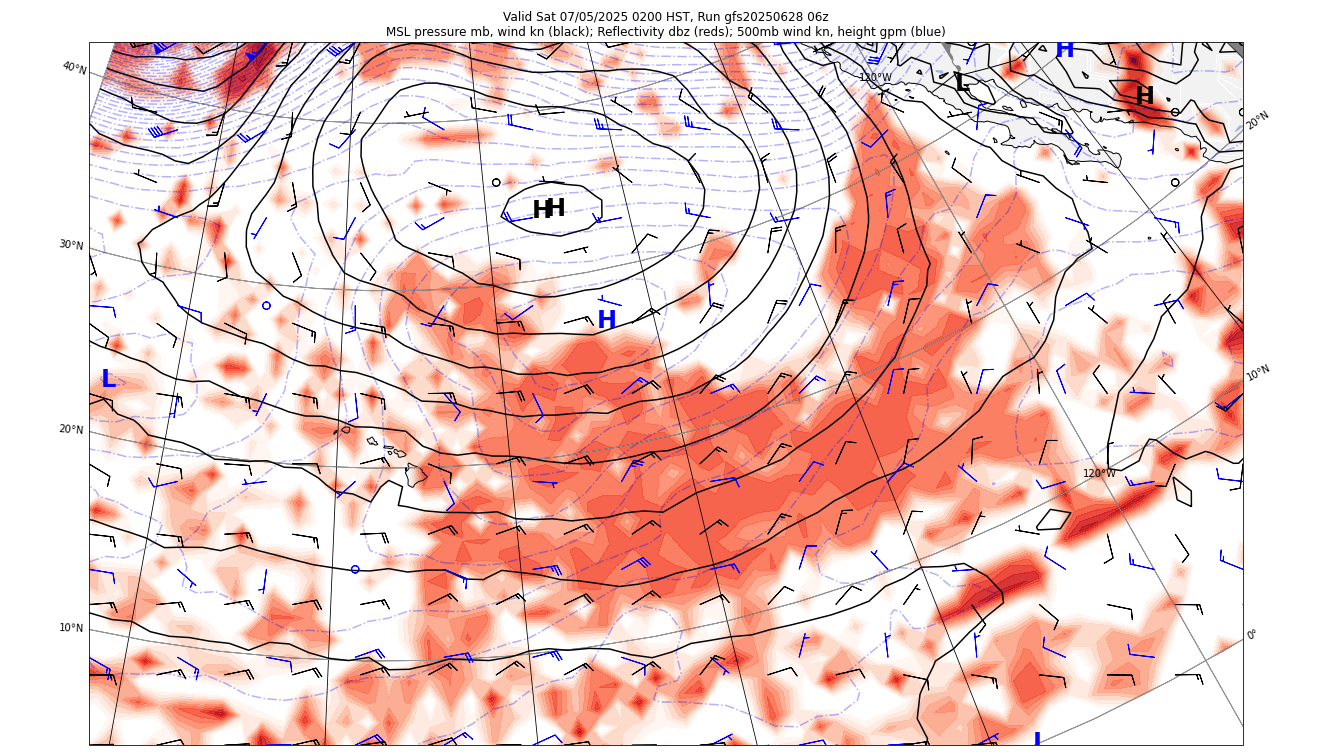 Valid Sat 07/05/2025 0200 HST, Run gfs20250628 06z
MSL pressure mb, wind kn (black); Reflectivity dbz (reds); 500mb wind kn, height gpm (blue)
H
40°N
120°W
L
H
20°N
H
H
30°N
H
L
10°N
20°N
120°W
10°N
0°
L